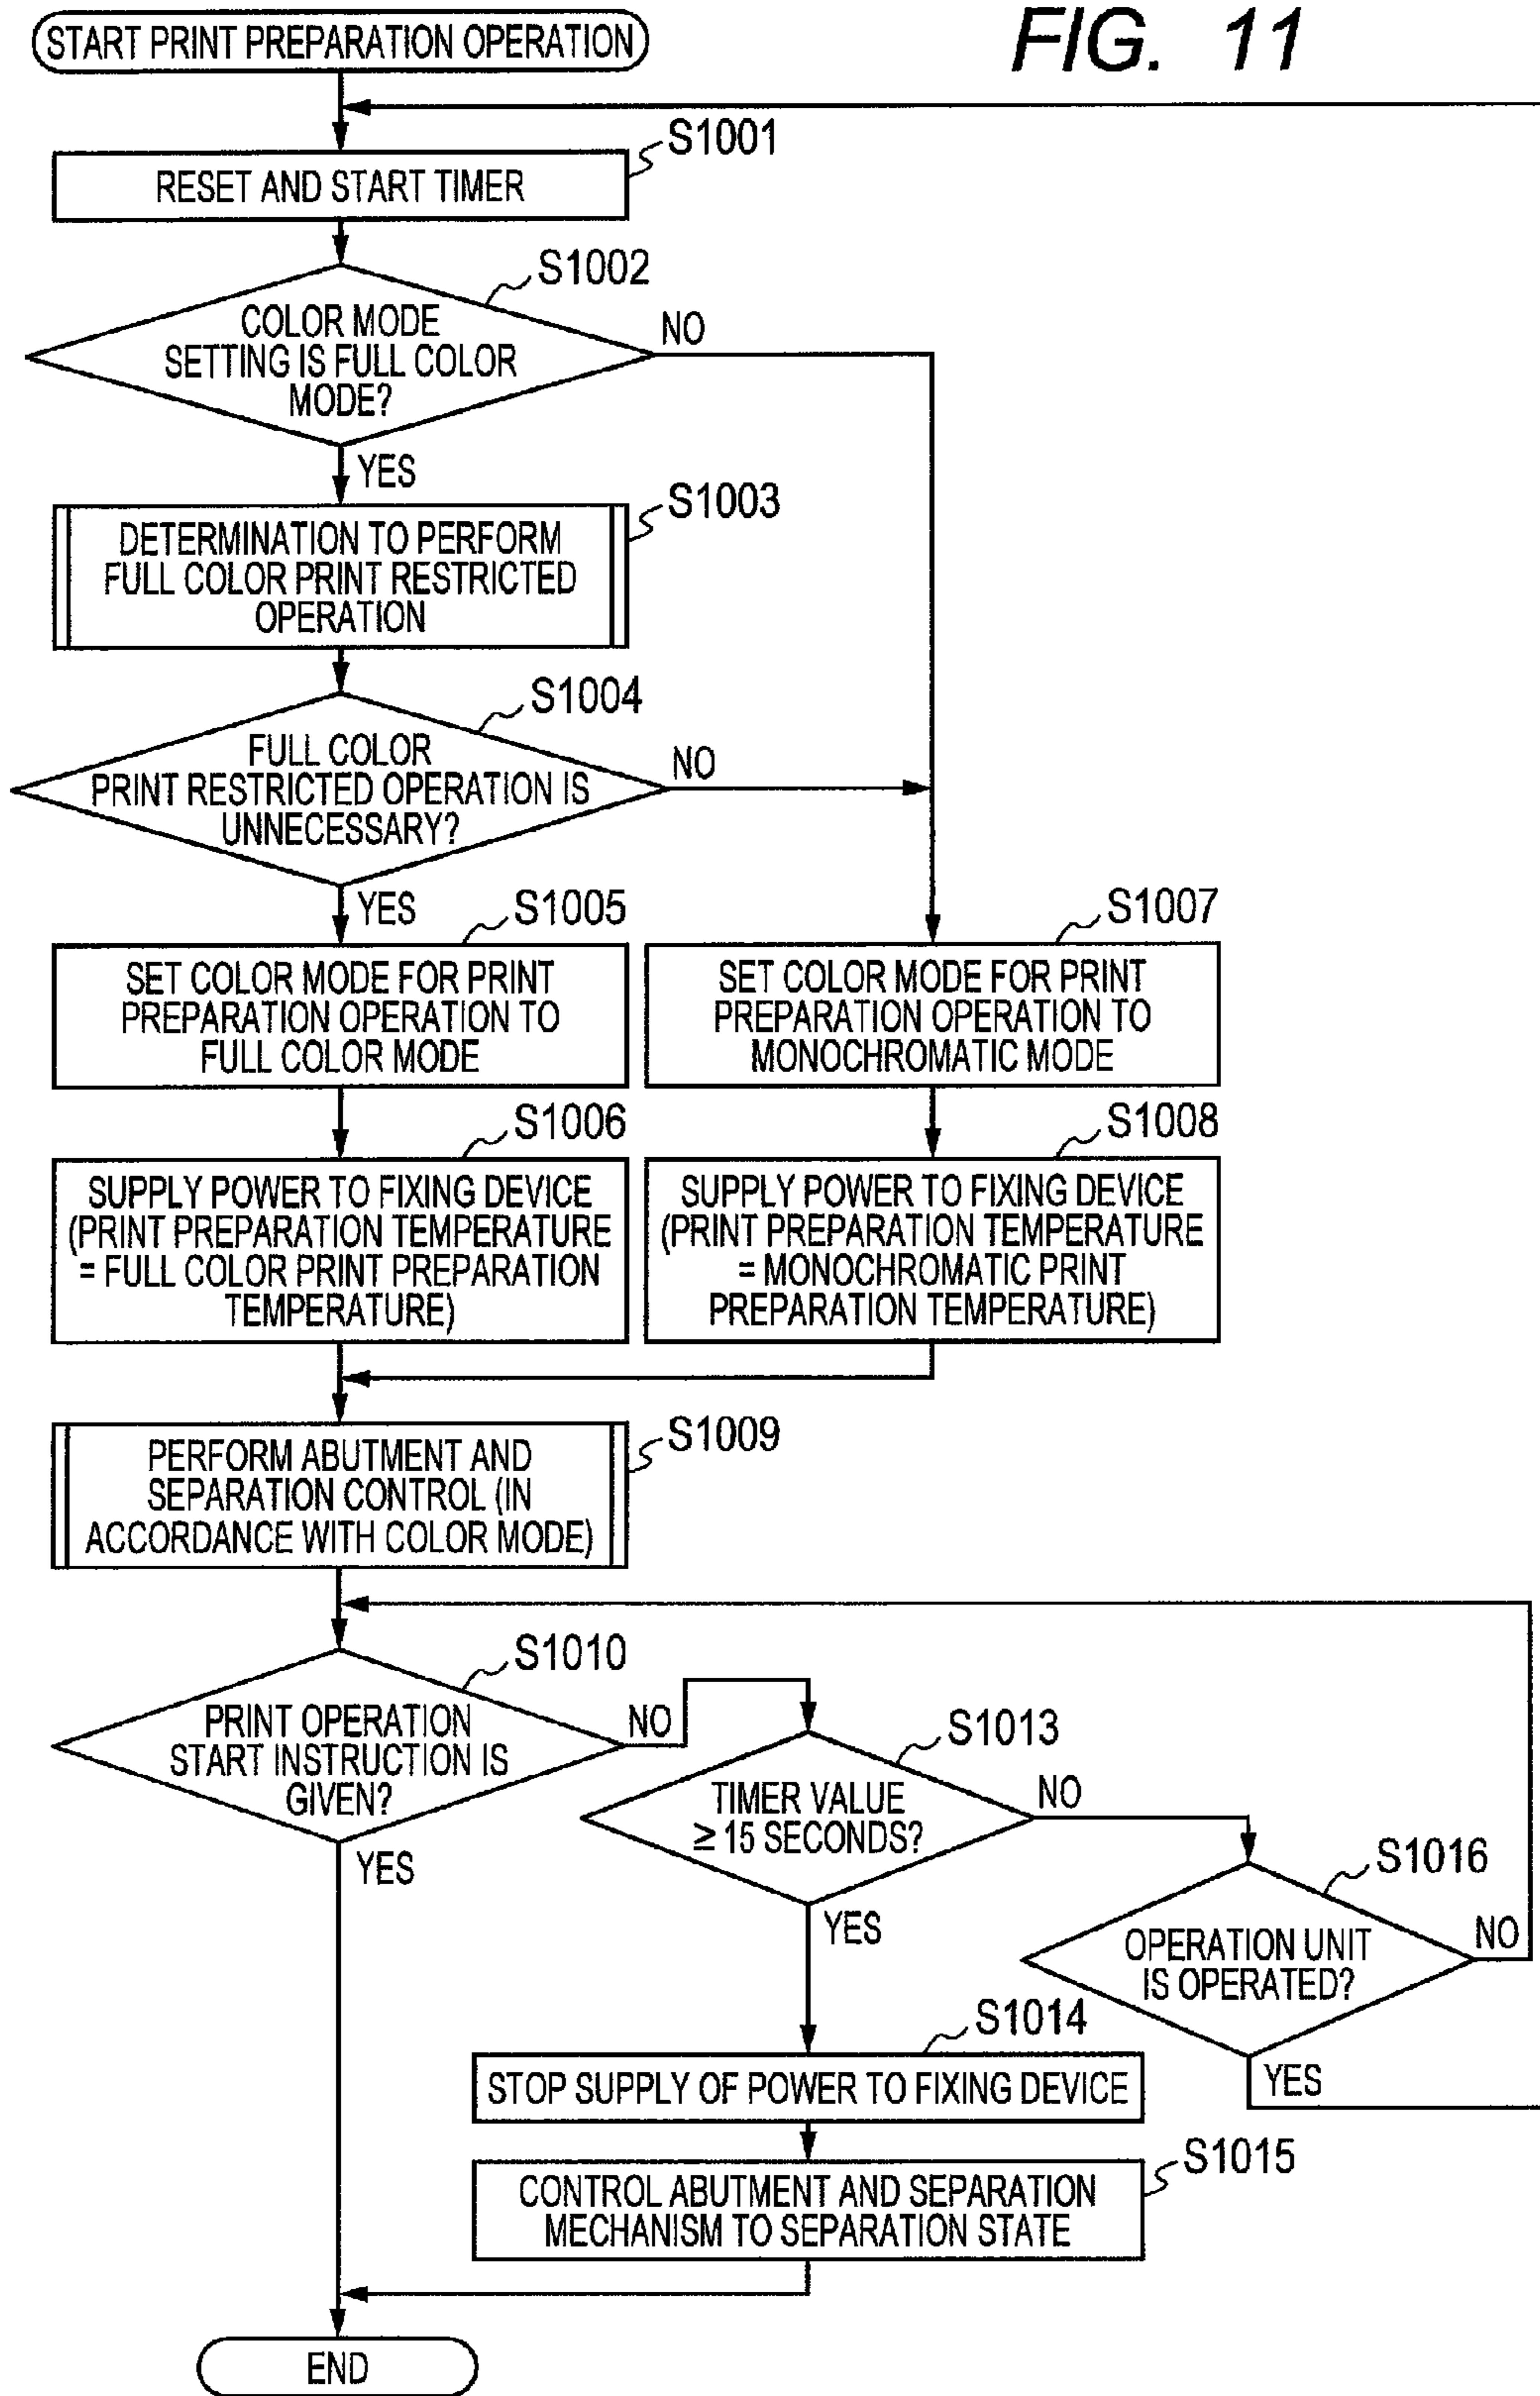 FIG. 11
START PRINT PREPARATION OPERATION
S1001
RESET AND START TIMER
S1002
COLOR MODE
SETTING IS FULL COLOR
MODE?
NO
YES
S1003
DETERMINATION TO PERFORM
FULL COLOR PRINT RESTRICTED
OPERATION
S1004
FULL COLOR
PRINT RESTRICTED OPERATION IS
UNNECESSARY?
NO
YES
S1005
SET COLOR MODE FOR PRINT
PREPARATION OPERATION TO
FULL COLOR MODE
S1007
SET COLOR MODE FOR PRINT
PREPARATION OPERATION TO
MONOCHROMATIC MODE
S1006
SUPPLY POWER TO FIXING DEVICE
(PRINT PREPARATION TEMPERATURE
= FULL COLOR PRINT PREPARATION
TEMPERATURE)
S1008
SUPPLY POWER TO FIXING DEVICE
(PRINT PREPARATION TEMPERATURE
= MONOCHROMATIC PRINT
PREPARATION TEMPERATURE)
S1009
PERFORM ABUTMENT AND
SEPARATION CONTROL (IN
ACCORDANCE WITH COLOR MODE)
S1010
PRINT OPERATION
START INSTRUCTION IS
GIVEN?
NO
YES
S1013
TIMER VALUE
≥ 15 SECONDS?
NO
YES
S1016
OPERATION UNIT
IS OPERATED?
NO
YES
S1014
STOP SUPPLY OF POWER TO FIXING DEVICE
S1015
CONTROL ABUTMENT AND SEPARATION
MECHANISM TO SEPARATION STATE
END